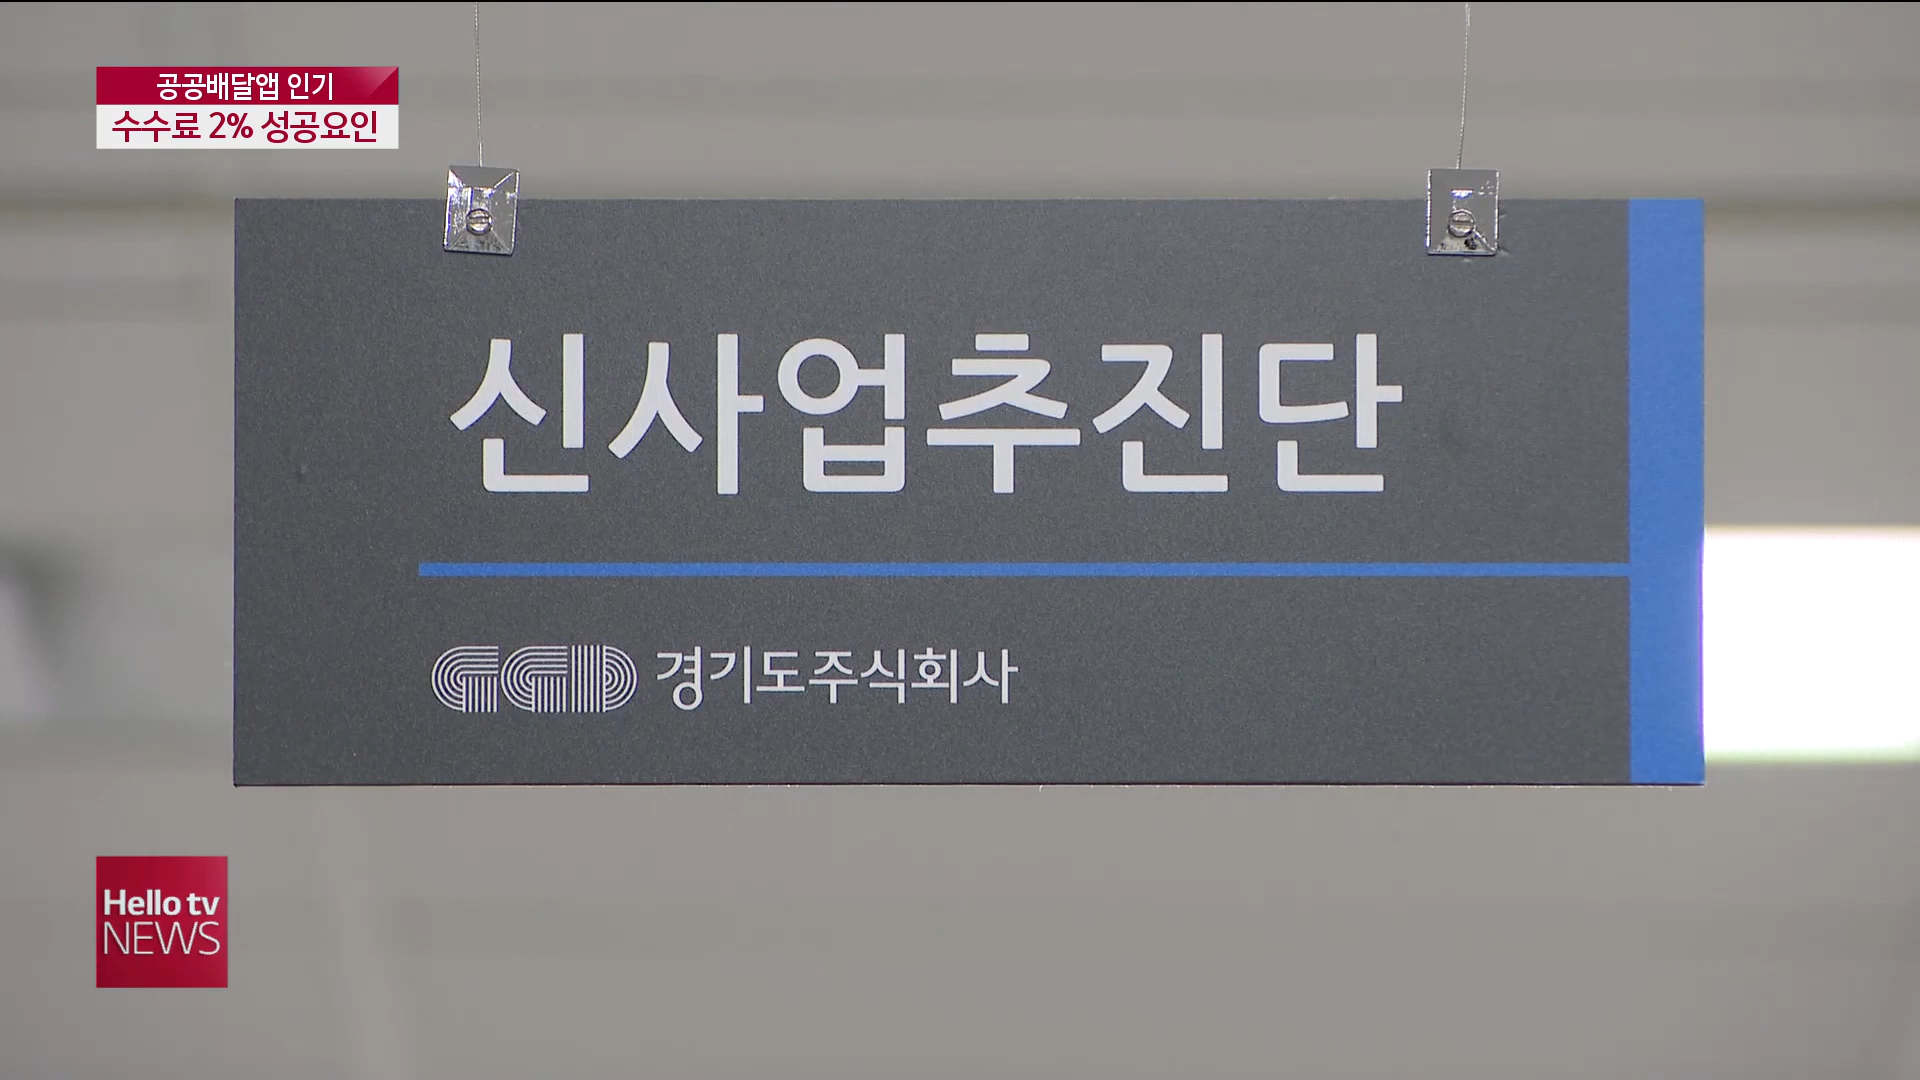 공공배달앱 인기
수수료 2% 성공요인
신사업추진단
GGD 경기도주식회사
Hello tv
NEWS